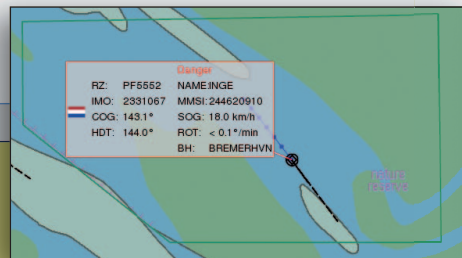 Danger
RZ: PF5552 NAME:INGE
IMO: 2331067 MMSI:244620910
COG: 143.1° SOG: 18.0 km/h
HDT: 144.0° ROT: < 0.1°/min
BH: BREMERHVN